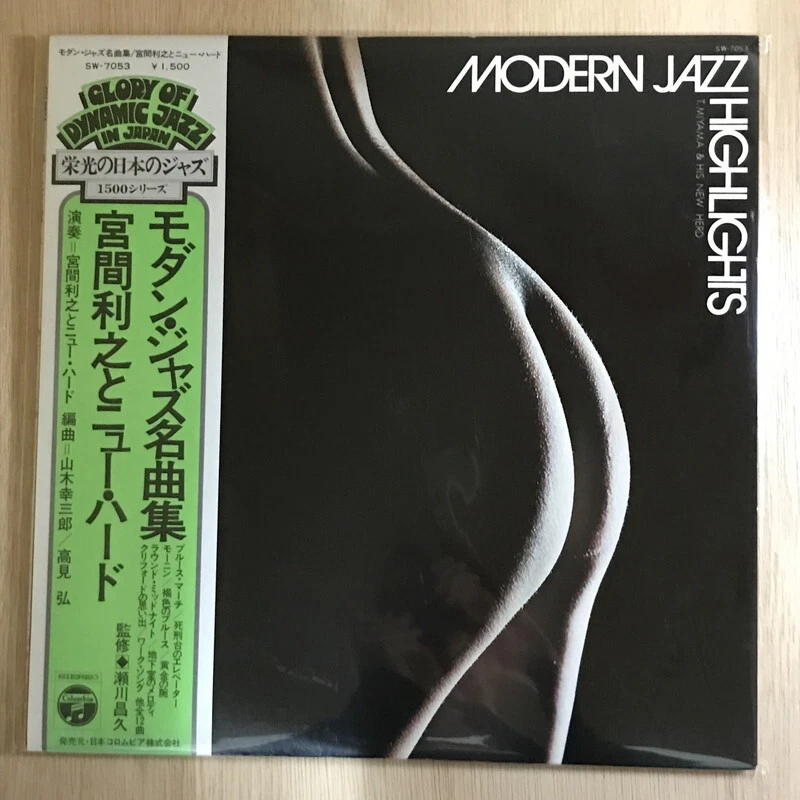 モダン・ジャズ名曲集/宮間利之とニュー・ハード
SW-7053 ¥1,500
GLORY OF
DYNAMIC JAZZ
IN JAPAN
栄光の日本のジャズ
1500シリーズ
モダン・ジャズ名曲集
宮間利之とニュー・ハード
演奏=宮間利之とニュー・ハード 編曲=山木幸三郎/高見 弘
ブルース・マーチ/死刑台のエレベーター
モーニン/褐色のブルース/黄金の腕
ラウンド・ミッドナイト/地下室のメロディ
クリフォードの思い出/ワーク・ソング 他全12曲
監修◆瀬川昌久
Columbia
発売元・日本コロムビア株式会社
SW-7053
MODERN JAZZ
HIGHLIGHTS
T. MIYAMA & HIS NEW HERD